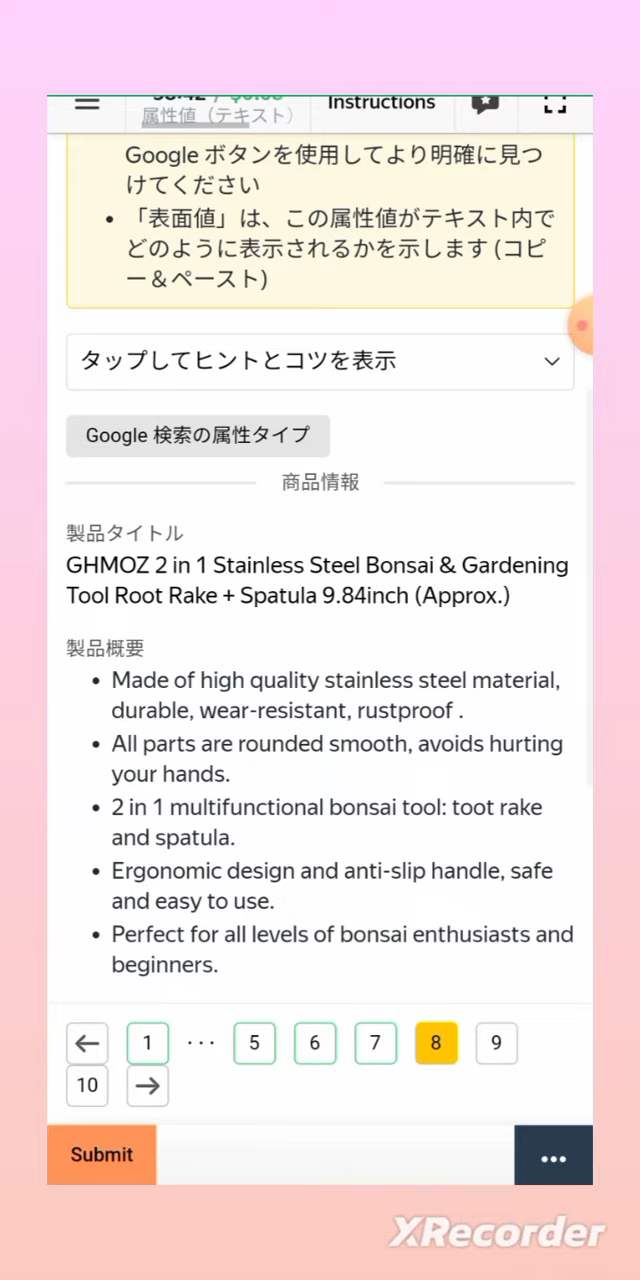 属性値（テキスト）
Instructions
Google ボタンを使用してより明確に見つ
けてください
• 「表面値」は、この属性値がテキスト内で
どのように表示されるかを示します (コピ
ー＆ペースト)
タップしてヒントとコツを表示
Google 検索の属性タイプ
商品情報
製品タイトル
GHMOZ 2 in 1 Stainless Steel Bonsai & Gardening
Tool Root Rake + Spatula 9.84inch (Approx.)
製品概要
• Made of high quality stainless steel material,
durable, wear-resistant, rustproof .
• All parts are rounded smooth, avoids hurting
your hands.
• 2 in 1 multifunctional bonsai tool: toot rake
and spatula.
• Ergonomic design and anti-slip handle, safe
and easy to use.
• Perfect for all levels of bonsai enthusiasts and
beginners.
← 1 ... 5 6 7 8 9
10 →
Submit ...
XRecorder